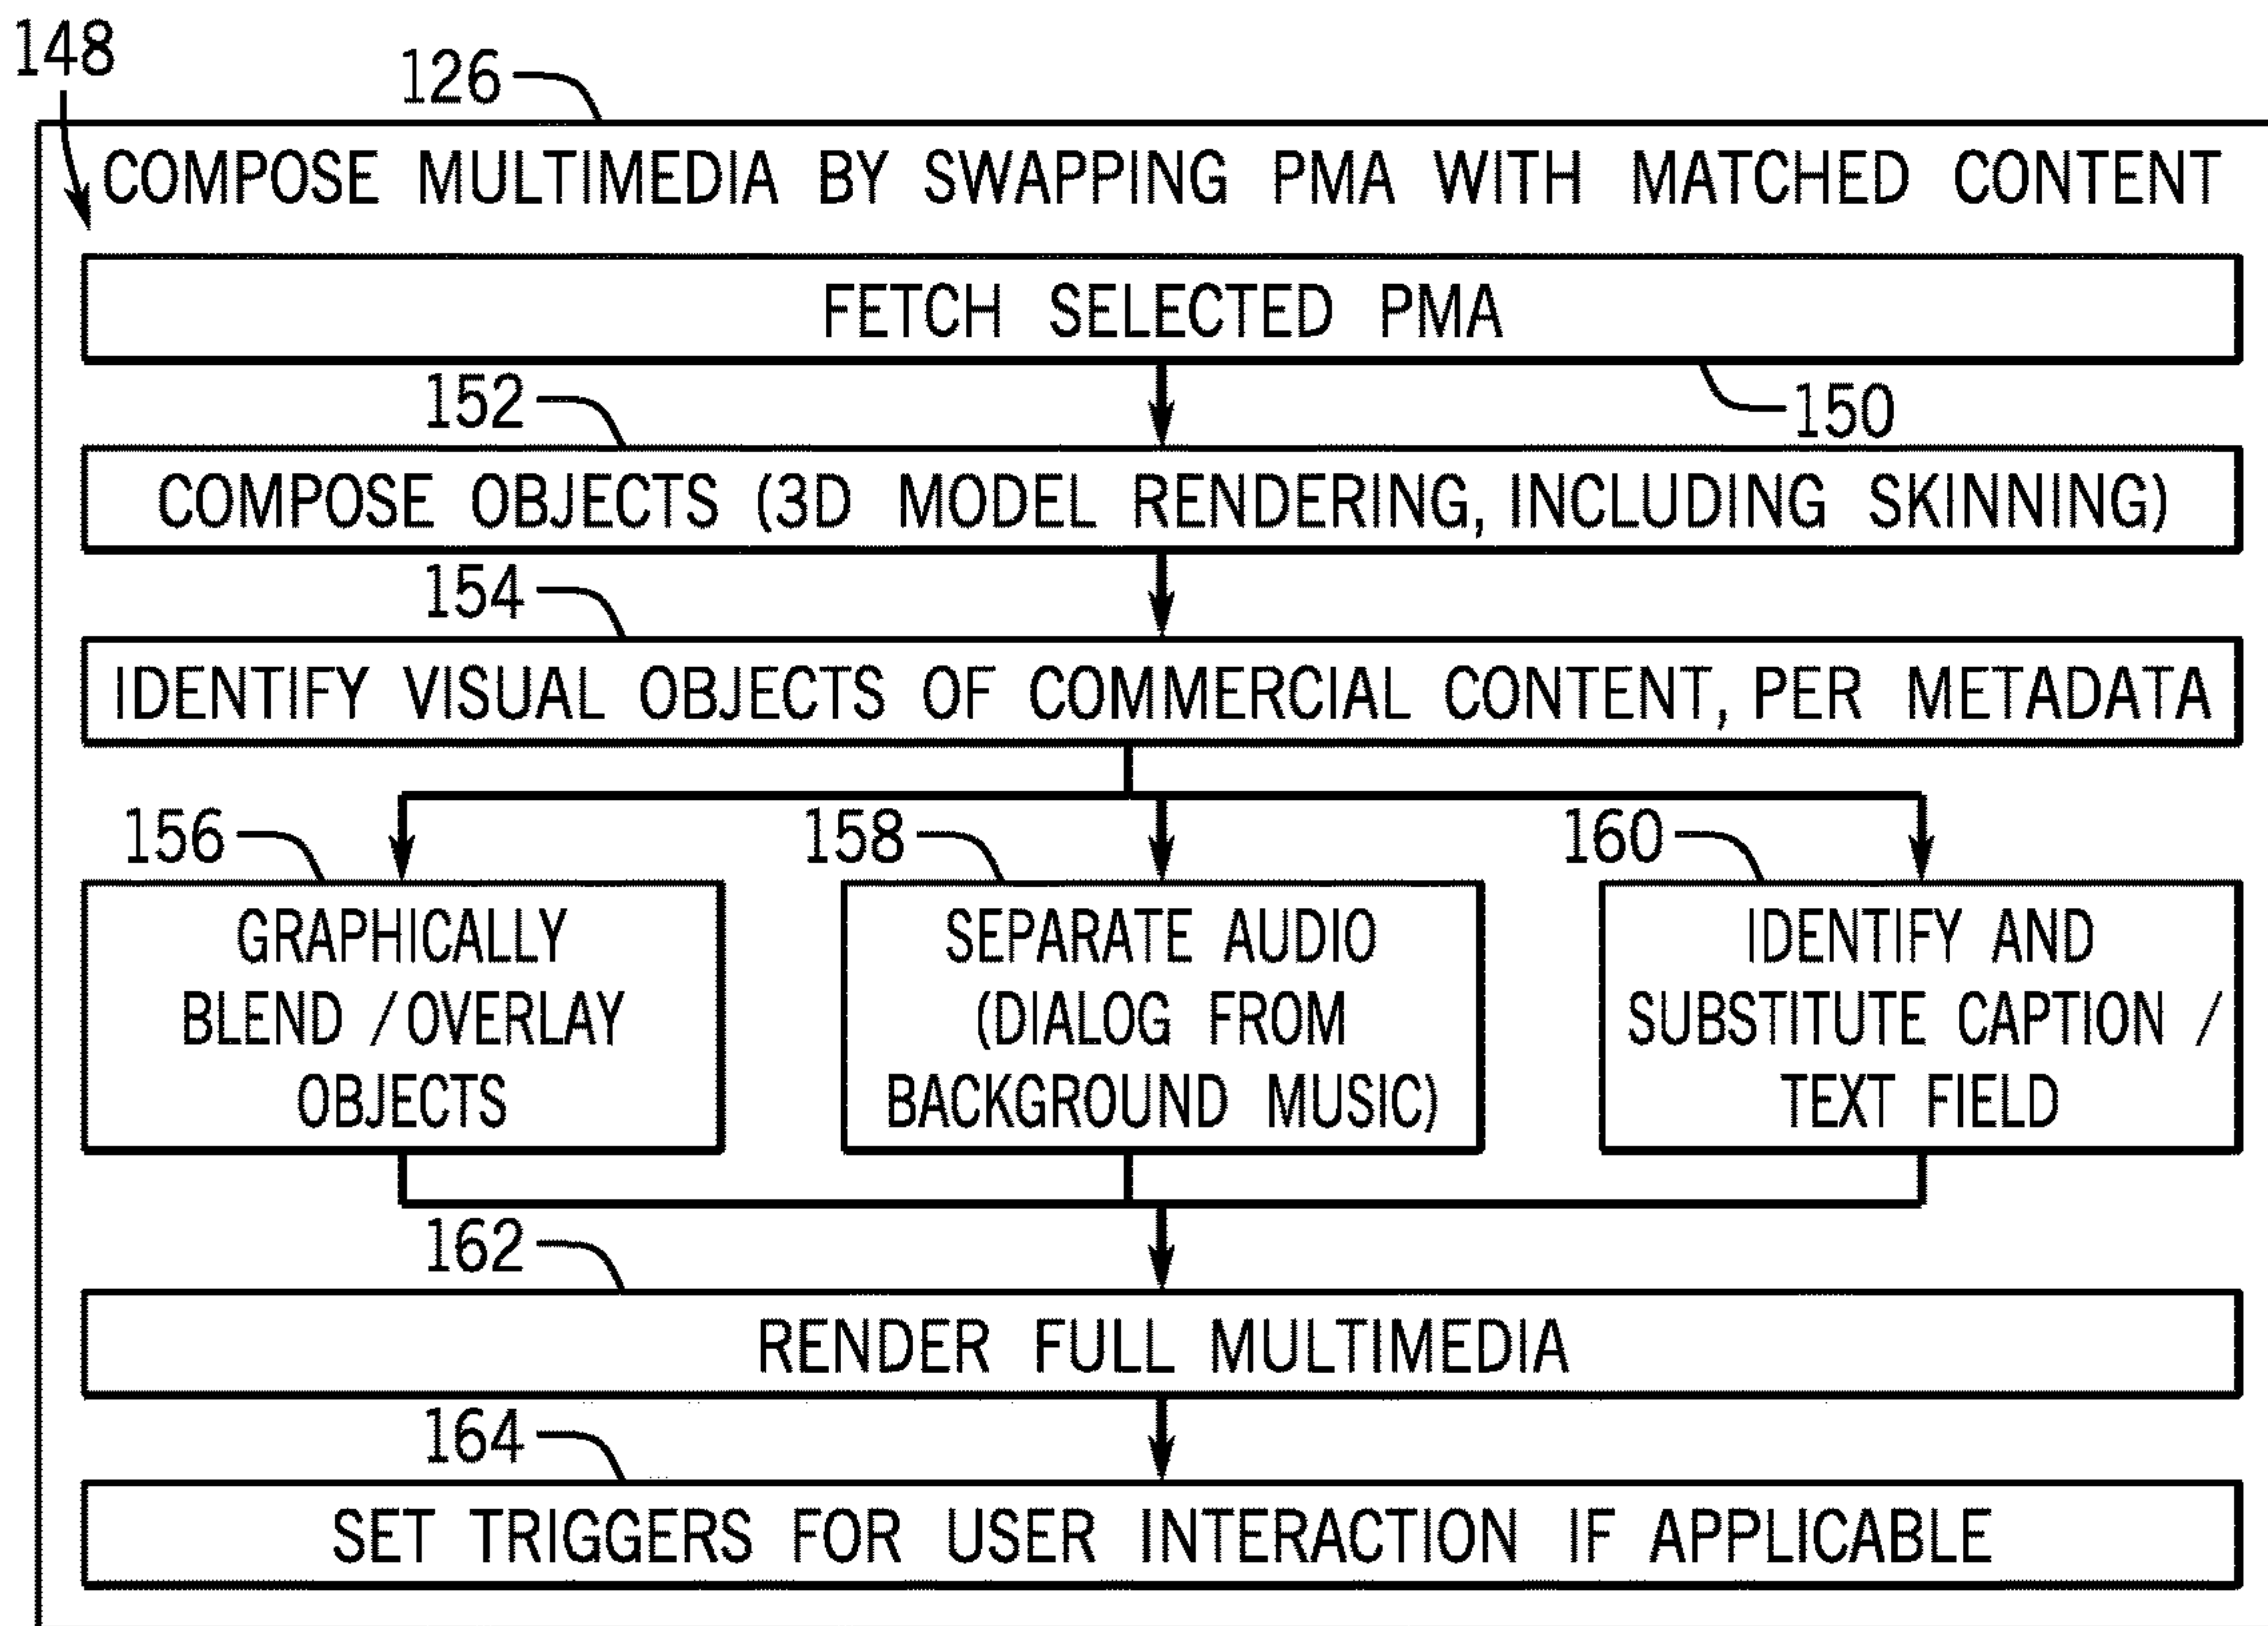 148
126
COMPOSE MULTIMEDIA BY SWAPPING PMA WITH MATCHED CONTENT
FETCH SELECTED PMA
152
150
COMPOSE OBJECTS (3D MODEL RENDERING, INCLUDING SKINNING)
154
IDENTIFY VISUAL OBJECTS OF COMMERCIAL CONTENT, PER METADATA
156
GRAPHICALLY
BLEND / OVERLAY
OBJECTS
158
SEPARATE AUDIO
(DIALOG FROM
BACKGROUND MUSIC)
160
IDENTIFY AND
SUBSTITUTE CAPTION /
TEXT FIELD
162
RENDER FULL MULTIMEDIA
164
SET TRIGGERS FOR USER INTERACTION IF APPLICABLE